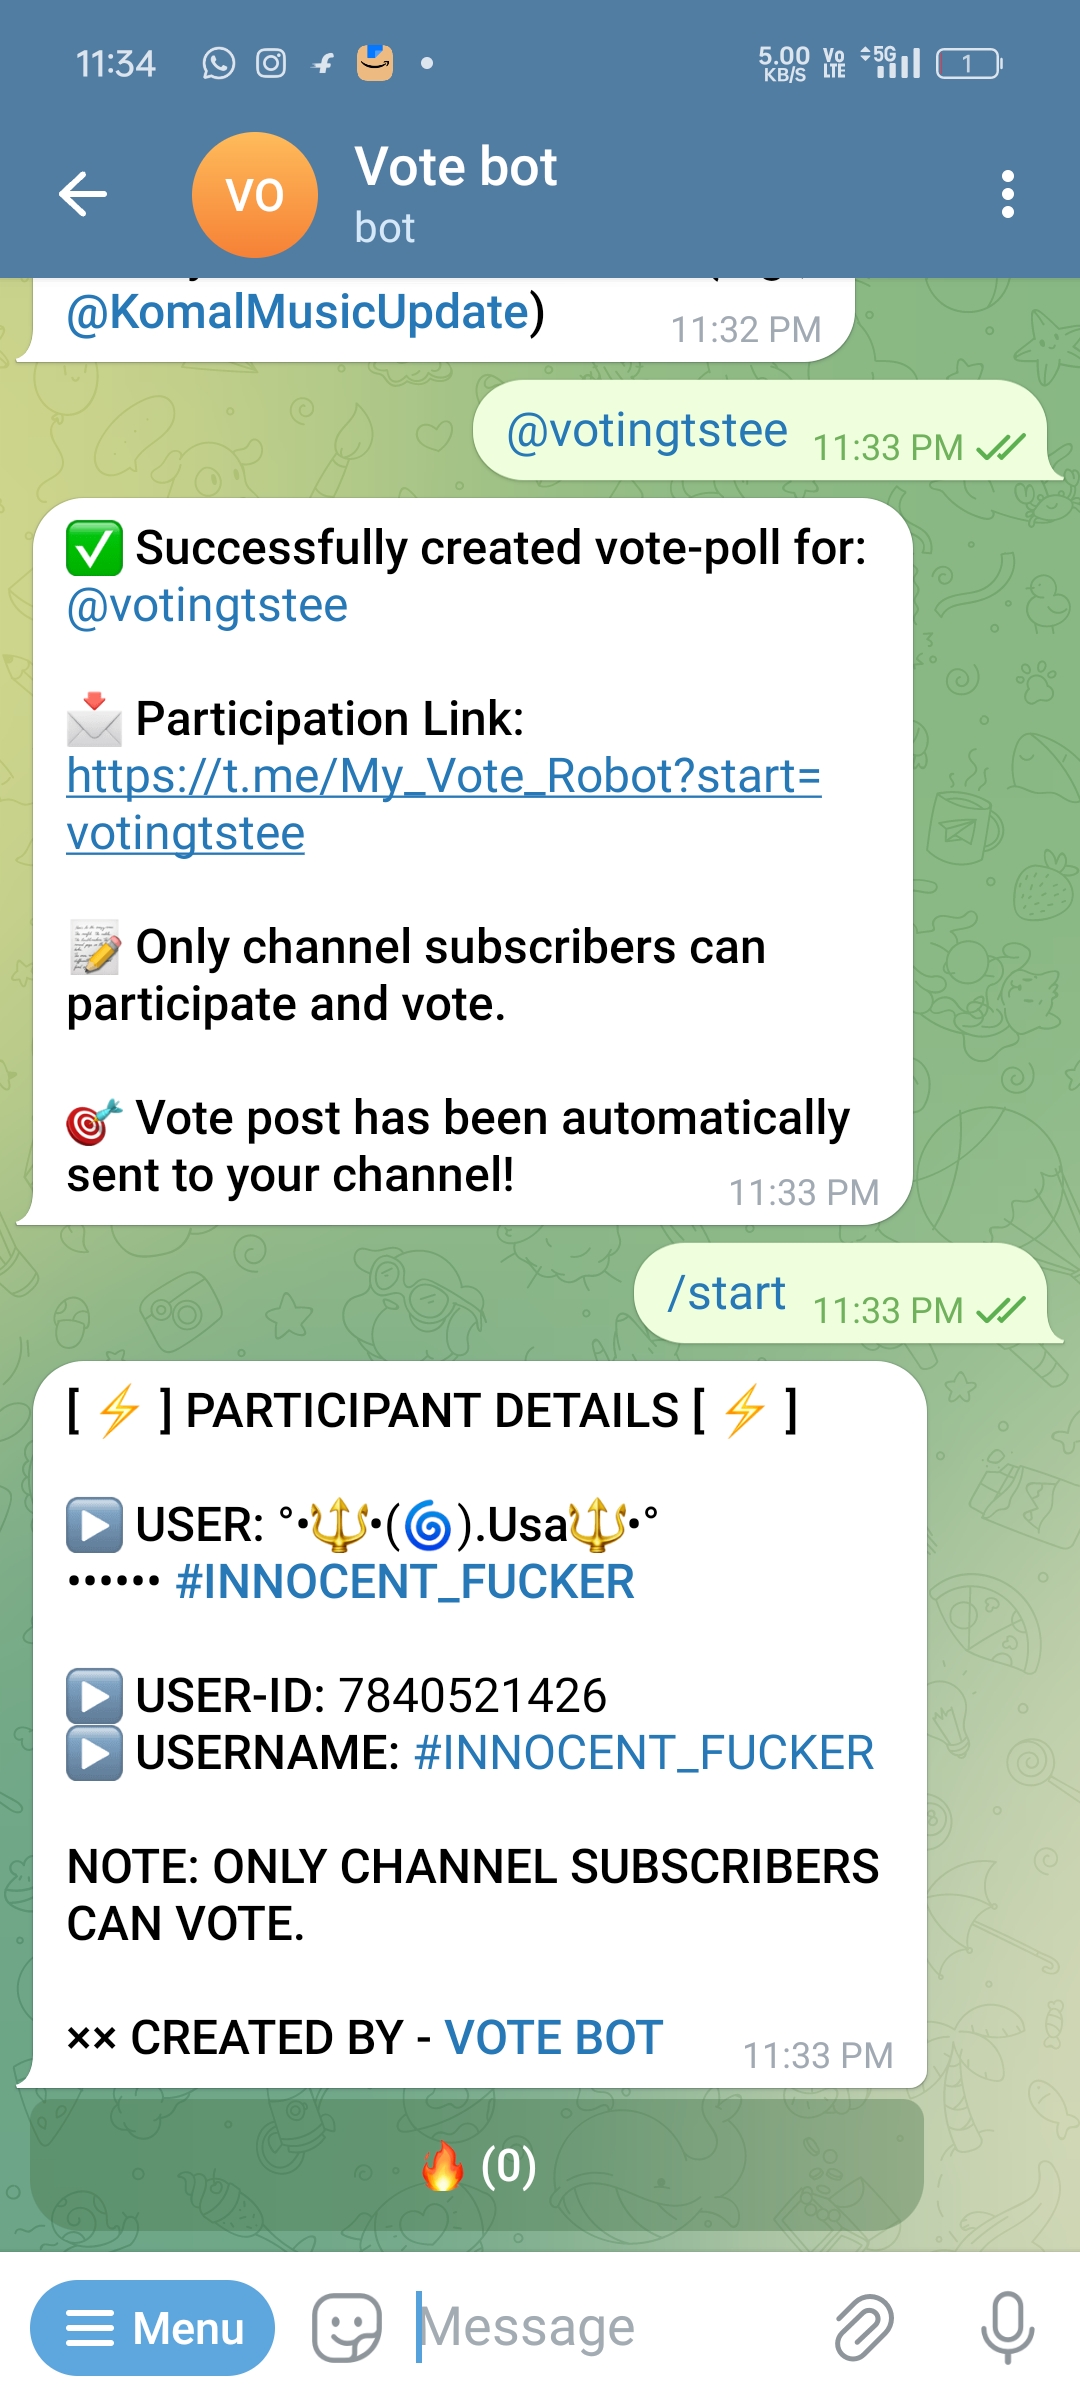 11:34
5.00 KB/S Vo LTE 5G 1
VO
Vote bot
bot
@KomalMusicUpdate)
11:32 PM
@votingtstee 11:33 PM
✅ Successfully created vote-poll for:
@votingtstee
📩 Participation Link:
https://t.me/My_Vote_Robot?start=
votingtstee
📝 Only channel subscribers can
participate and vote.
🎯 Vote post has been automatically
sent to your channel!
11:33 PM
/start 11:33 PM
[ ⚡ ] PARTICIPANT DETAILS [ ⚡ ]
▶️ USER: °•🔱•(🌀).Usa🔱•°
•••••• #INNOCENT_FUCKER
▶️ USER-ID: 7840521426
▶️ USERNAME: #INNOCENT_FUCKER
NOTE: ONLY CHANNEL SUBSCRIBERS
CAN VOTE.
×× CREATED BY - VOTE BOT
11:33 PM
🔥 (0)
Menu
Message